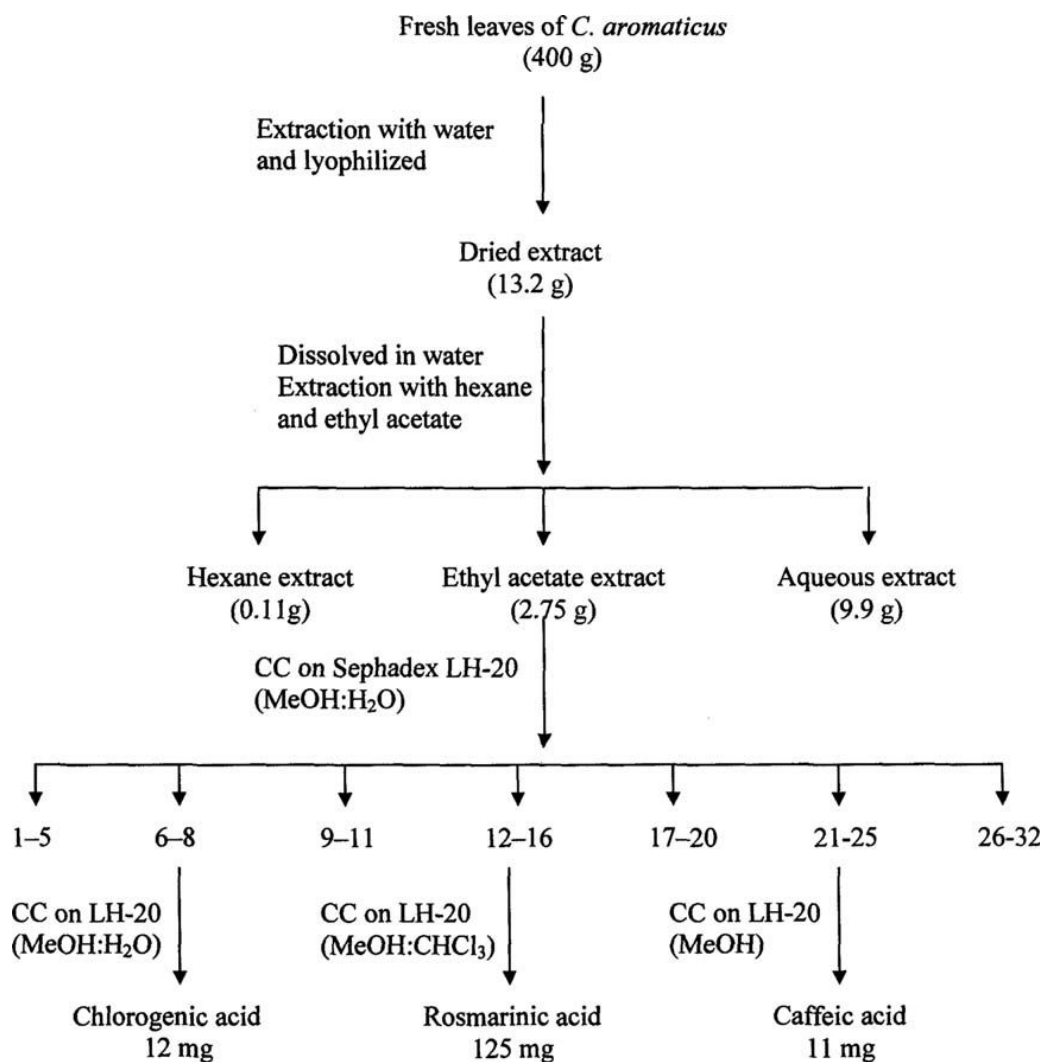 Fresh leaves of C. aromaticus
(400 g)
Extraction with water
and lyophilized
Dried extract
(13.2 g)
Dissolved in water
Extraction with hexane
and ethyl acetate
Hexane extract
(0.11g)
Ethyl acetate extract
(2.75 g)
Aqueous extract
(9.9 g)
CC on Sephadex LH-20
(MeOH:H₂O)
1–5 6–8 9–11 12–16 17–20 21-25 26-32
CC on LH-20
(MeOH:H₂O)
CC on LH-20
(MeOH:CHCl₃)
CC on LH-20
(MeOH)
Chlorogenic acid
12 mg
Rosmarinic acid
125 mg
Caffeic acid
11 mg